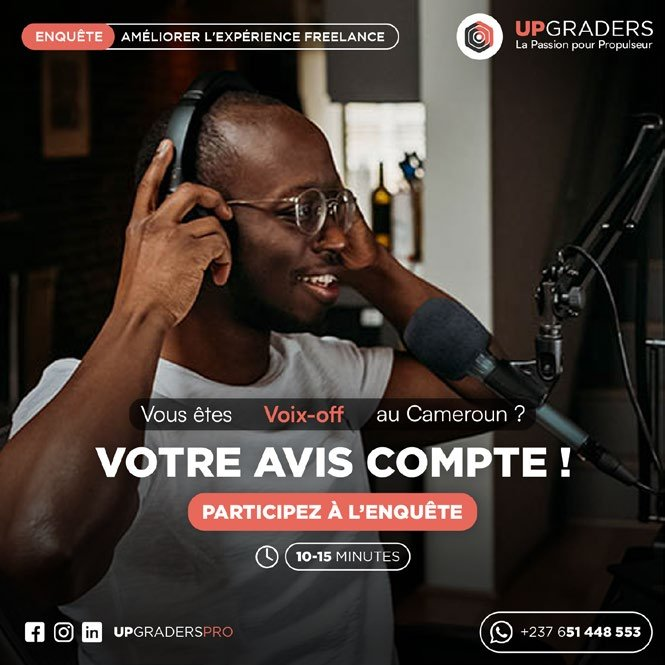 ENQUÊTE AMÉLIORER L'EXPÉRIENCE FREELANCE
UPGRADERS
La Passion pour Propulseur
Vous êtes Voix-off au Cameroun ?
VOTRE AVIS COMPTE !
PARTICIPEZ À L'ENQUÊTE
10-15 MINUTES
UPGRADERSPRO
+237 651 448 553